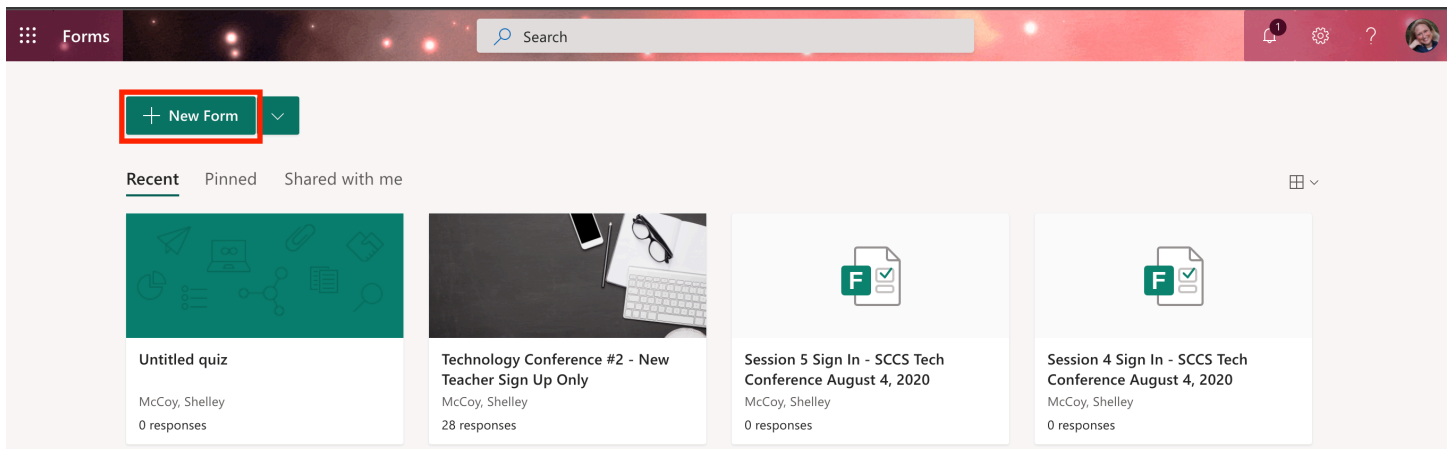 Forms
Search
1
?
+ New Form
Recent Pinned Shared with me
Untitled quiz
McCoy, Shelley
0 responses
Technology Conference #2 - New
Teacher Sign Up Only
McCoy, Shelley
28 responses
F
Session 5 Sign In - SCCS Tech
Conference August 4, 2020
McCoy, Shelley
0 responses
F
Session 4 Sign In - SCCS Tech
Conference August 4, 2020
McCoy, Shelley
0 responses